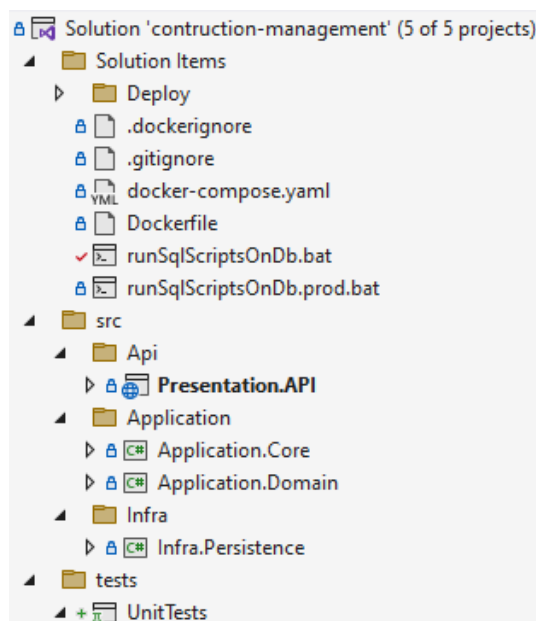 Solution 'contruction-management' (5 of 5 projects)
Solution Items
Deploy
.dockerignore
.gitignore
YML docker-compose.yaml
Dockerfile
runSqlScriptsOnDb.bat
runSqlScriptsOnDb.prod.bat
src
Api
Presentation.API
Application
C# Application.Core
C# Application.Domain
Infra
C# Infra.Persistence
tests
UnitTests